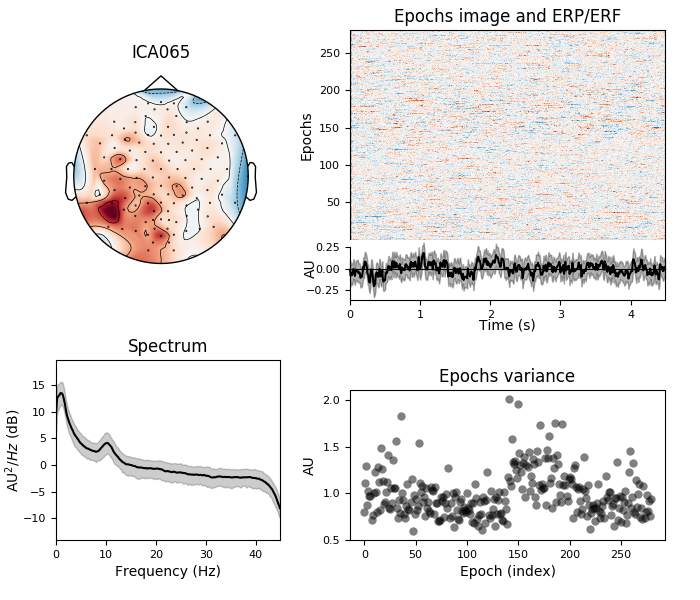 ICA065
Epochs image and ERP/ERF
Epochs
250
200
150
100
50
AU
0.25
0.00
−0.25
0 1 2 3 4
Time (s)
Spectrum
AU²/Hz (dB)
15
10
5
0
−5
−10
0 10 20 30 40
Frequency (Hz)
Epochs variance
AU
2.0
1.5
1.0
0.5
0 50 100 150 200 250
Epoch (index)